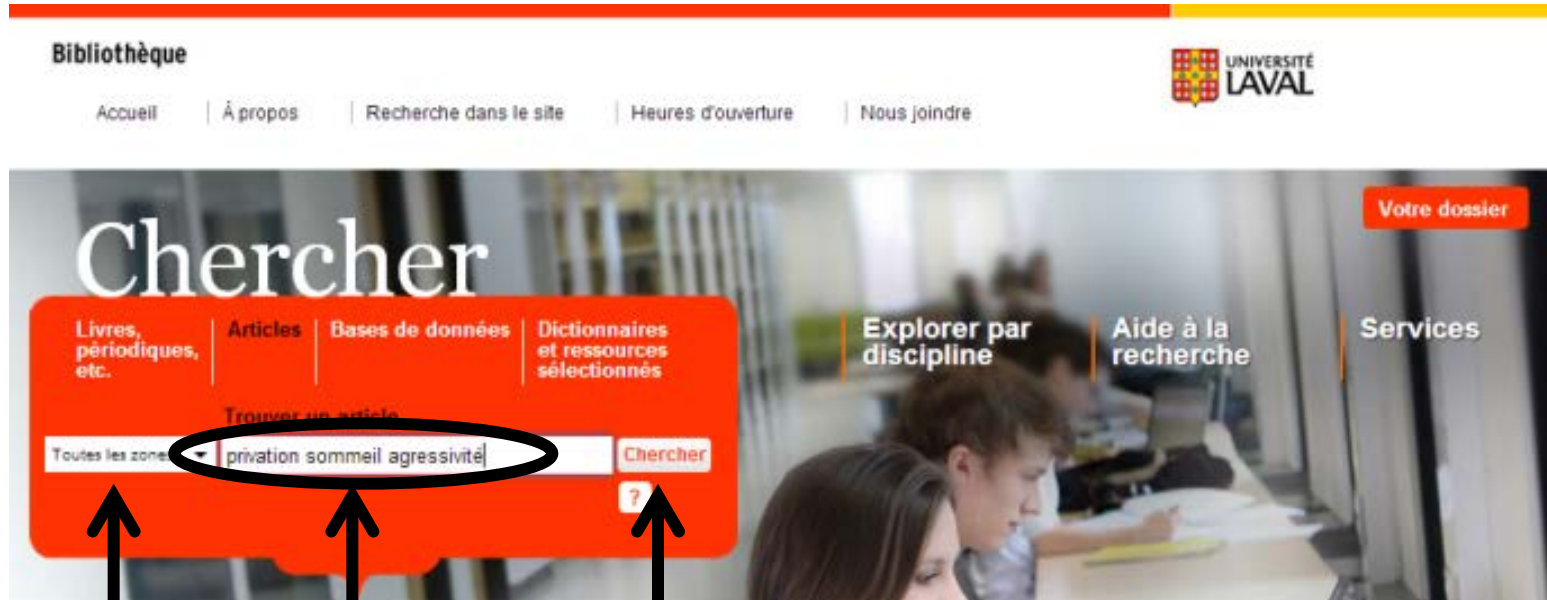 Bibliothèque
UNIVERSITÉ
LAVAL
Accueil
À propos
Recherche dans le site
Heures d'ouverture
Nous joindre
Votre dossier
Chercher
Livres,
périodiques,
etc.
Articles
Bases de données
Dictionnaires
et ressources
sélectionnés
Explorer par
discipline
Aide à la
recherche
Services
Trouver un article
Toutes les zones
privation sommeil agressivité
Chercher
?